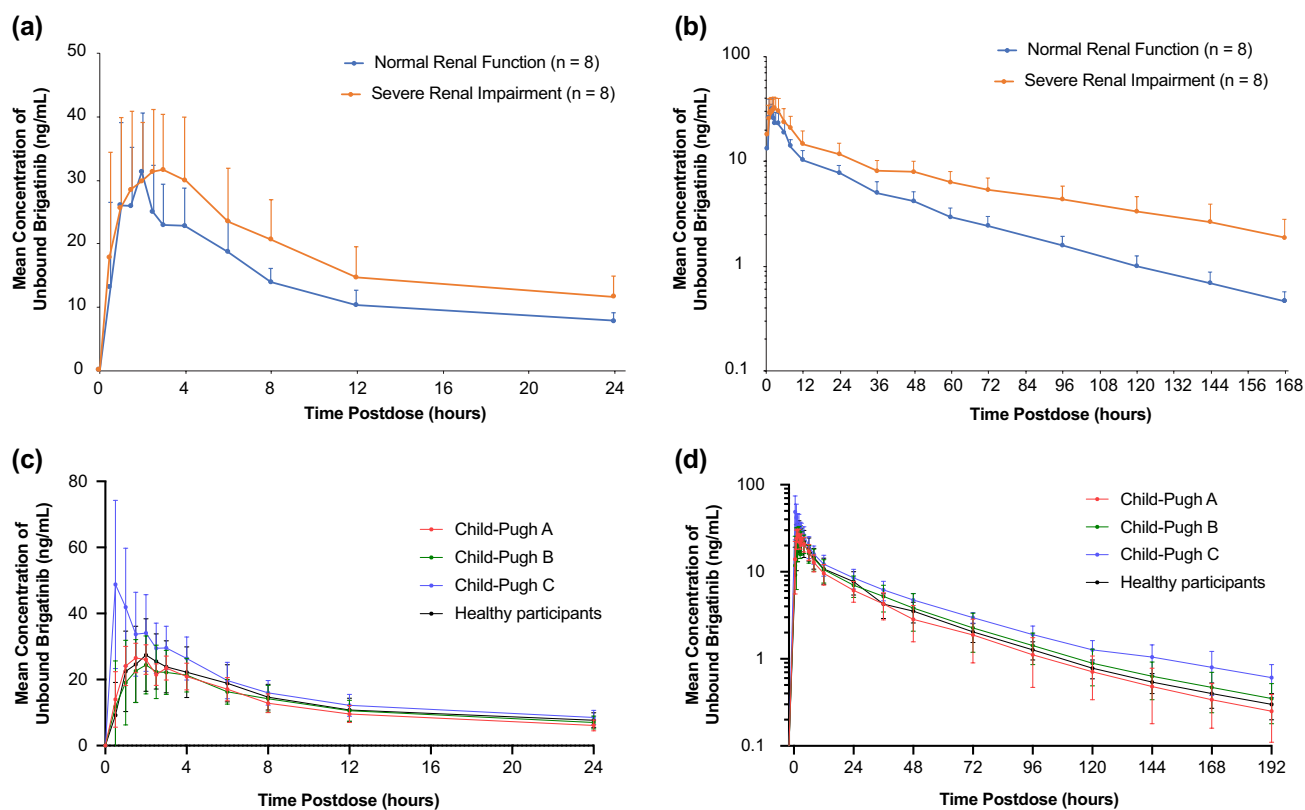 (a)
Mean Concentration of
Unbound Brigatinib (ng/mL)
50
40
30
20
10
0
Normal Renal Function (n = 8)
Severe Renal Impairment (n = 8)
0 4 8 12 16 20 24
Time Postdose (hours)
(b)
Mean Concentration of
Unbound Brigatinib (ng/mL)
100
10
1
0.1
Normal Renal Function (n = 8)
Severe Renal Impairment (n = 8)
0 12 24 36 48 60 72 84 96 108 120 132 144 156 168
Time Postdose (hours)
(c)
Mean Concentration of
Unbound Brigatinib (ng/mL)
80
60
40
20
0
Child-Pugh A
Child-Pugh B
Child-Pugh C
Healthy participants
0 4 8 12 16 20 24
Time Postdose (hours)
(d)
Mean Concentration of
Unbound Brigatinib (ng/mL)
100
10
1
0.1
Child-Pugh A
Child-Pugh B
Child-Pugh C
Healthy participants
0 24 48 72 96 120 144 168 192
Time Postdose (hours)